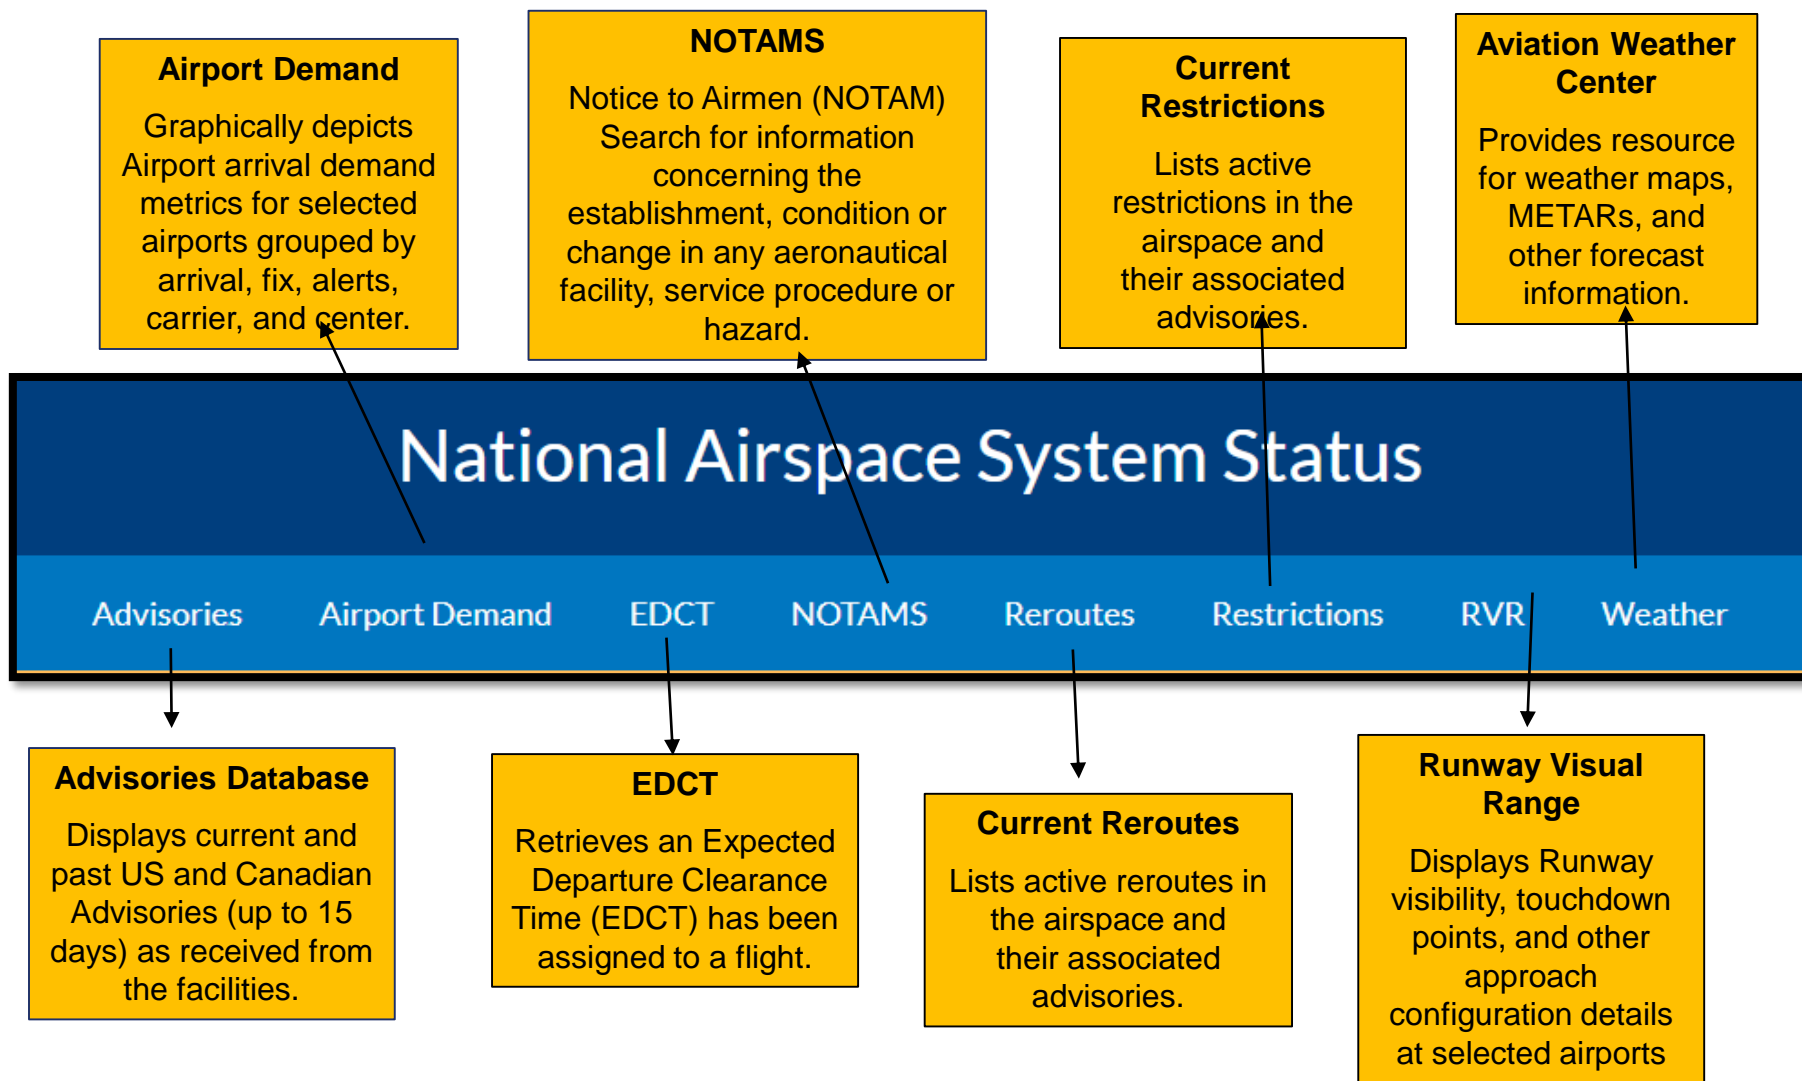 Airport Demand
Graphically depicts
Airport arrival demand
metrics for selected
airports grouped by
arrival, fix, alerts,
carrier, and center.
NOTAMS
Notice to Airmen (NOTAM)
Search for information
concerning the
establishment, condition or
change in any aeronautical
facility, service procedure or
hazard.
Current
Restrictions
Lists active
restrictions in the
airspace and
their associated
advisories.
Aviation Weather
Center
Provides resource
for weather maps,
METARs, and
other forecast
information.
National Airspace System Status
Advisories Airport Demand EDCT NOTAMS Reroutes Restrictions RVR Weather
Advisories Database
Displays current and
past US and Canadian
Advisories (up to 15
days) as received from
the facilities.
EDCT
Retrieves an Expected
Departure Clearance
Time (EDCT) has been
assigned to a flight.
Current Reroutes
Lists active reroutes in
the airspace and
their associated
advisories.
Runway Visual
Range
Displays Runway
visibility, touchdown
points, and other
approach
configuration details
at selected airports